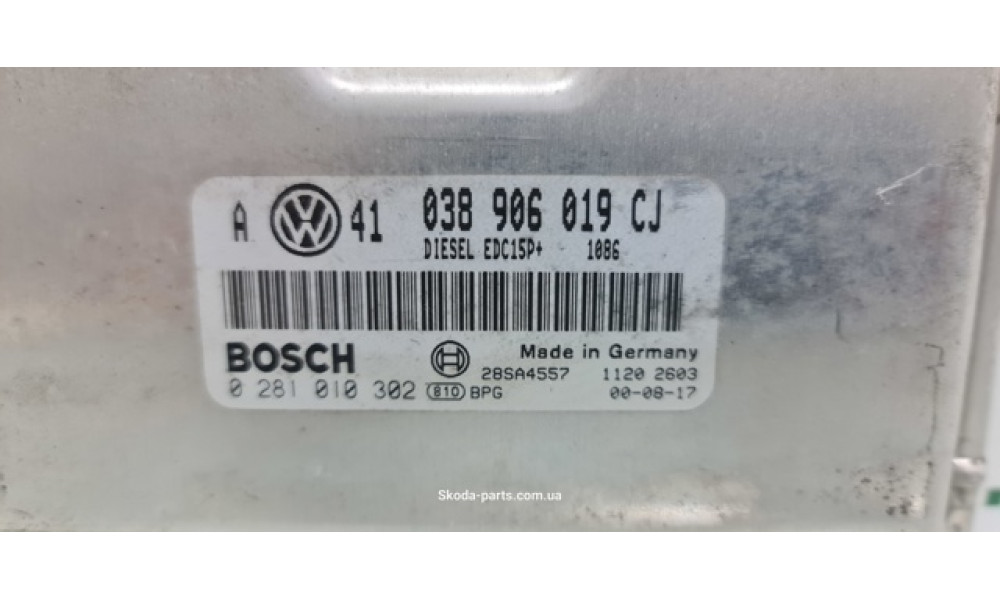 A VW 41 038 906 019 CJ
DIESEL EDC15P+ 1086
BOSCH Made in Germany
28SA4557 1120 2603
0 281 010 302 810 BPG 00-08-17
Skoda-parts.com.ua